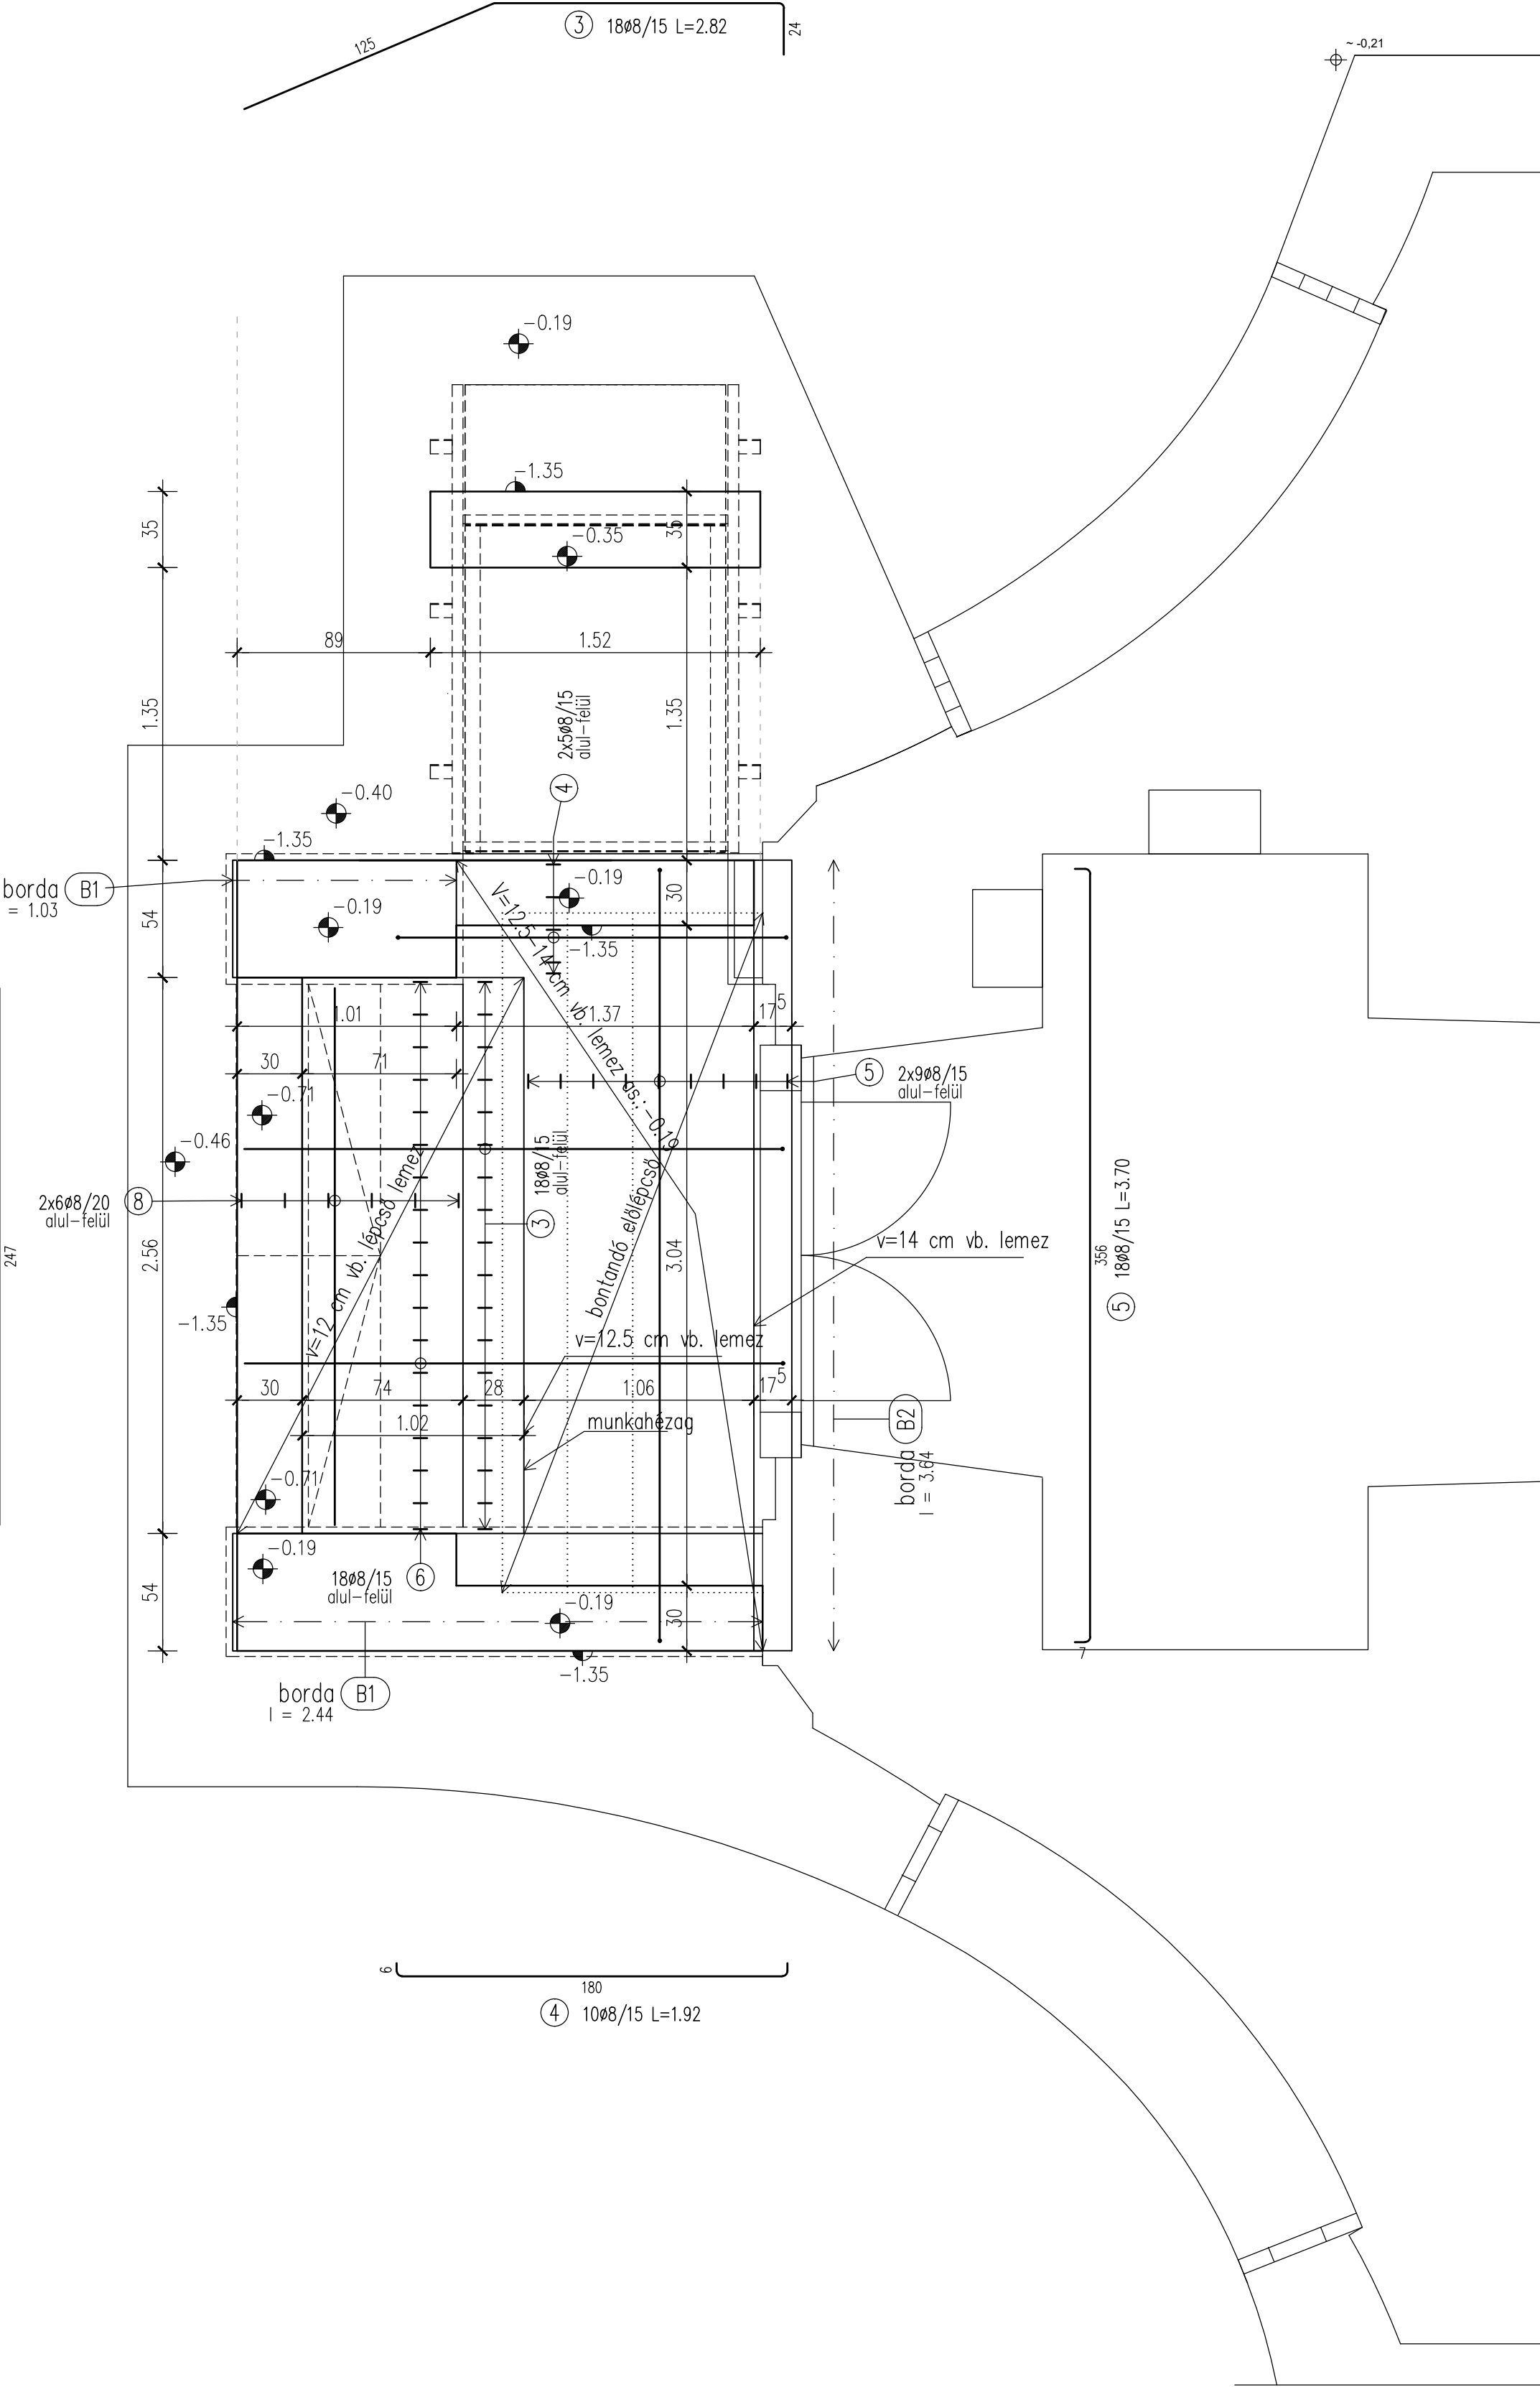 125
③ 18ø8/15 L=2.82
24
~ -0,21
-0.19
-1.35
35
35
-0.35
89
1.52
1.35
1.35
2x5ø8/15
alul-felül
④
-0.40
-1.35
borda B1
= 1.03
-0.19
30
54
-0.19
V=12.5-14 cm vb. lemez as.:-0.19
-1.35
1.01
1.37
17⁵
30
71
⑤ 2x9ø8/15
alul-felül
-0.71
-0.46
18ø8/15
alul-felül
③
2x6ø8/20 ⑧
alul-felül
v=12 cm vb. lépcső lemez
bontandó előlépcső
247
2.56
3.04
v=14 cm vb. lemez
356
⑤ 18ø8/15 L=3.70
-1.35
v=12.5 cm vb. lemez
30
74
28
1.06
17⁵
1.02
munkahézag
borda B2
l = 3.64
-0.71
-0.19
18ø8/15 ⑥
alul-felül
54
-0.19
30
7
-1.35
borda B1
l = 2.44
6
180
④ 10ø8/15 L=1.92